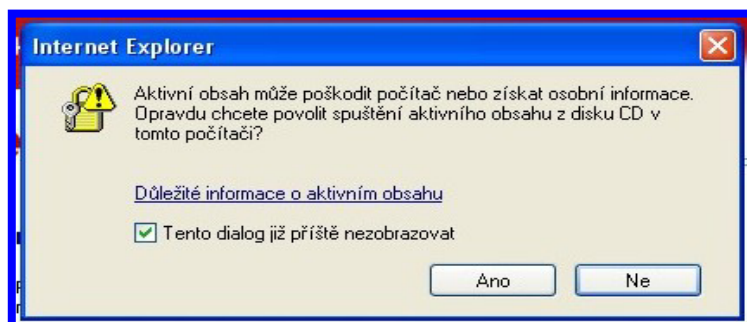 Internet Explorer
Aktivní obsah může poškodit počítač nebo získat osobní informace.
Opravdu chcete povolit spuštění aktivního obsahu z disku CD v
tomto počítači?
Důležité informace o aktivním obsahu
Tento dialog již příště nezobrazovat
Ano
Ne